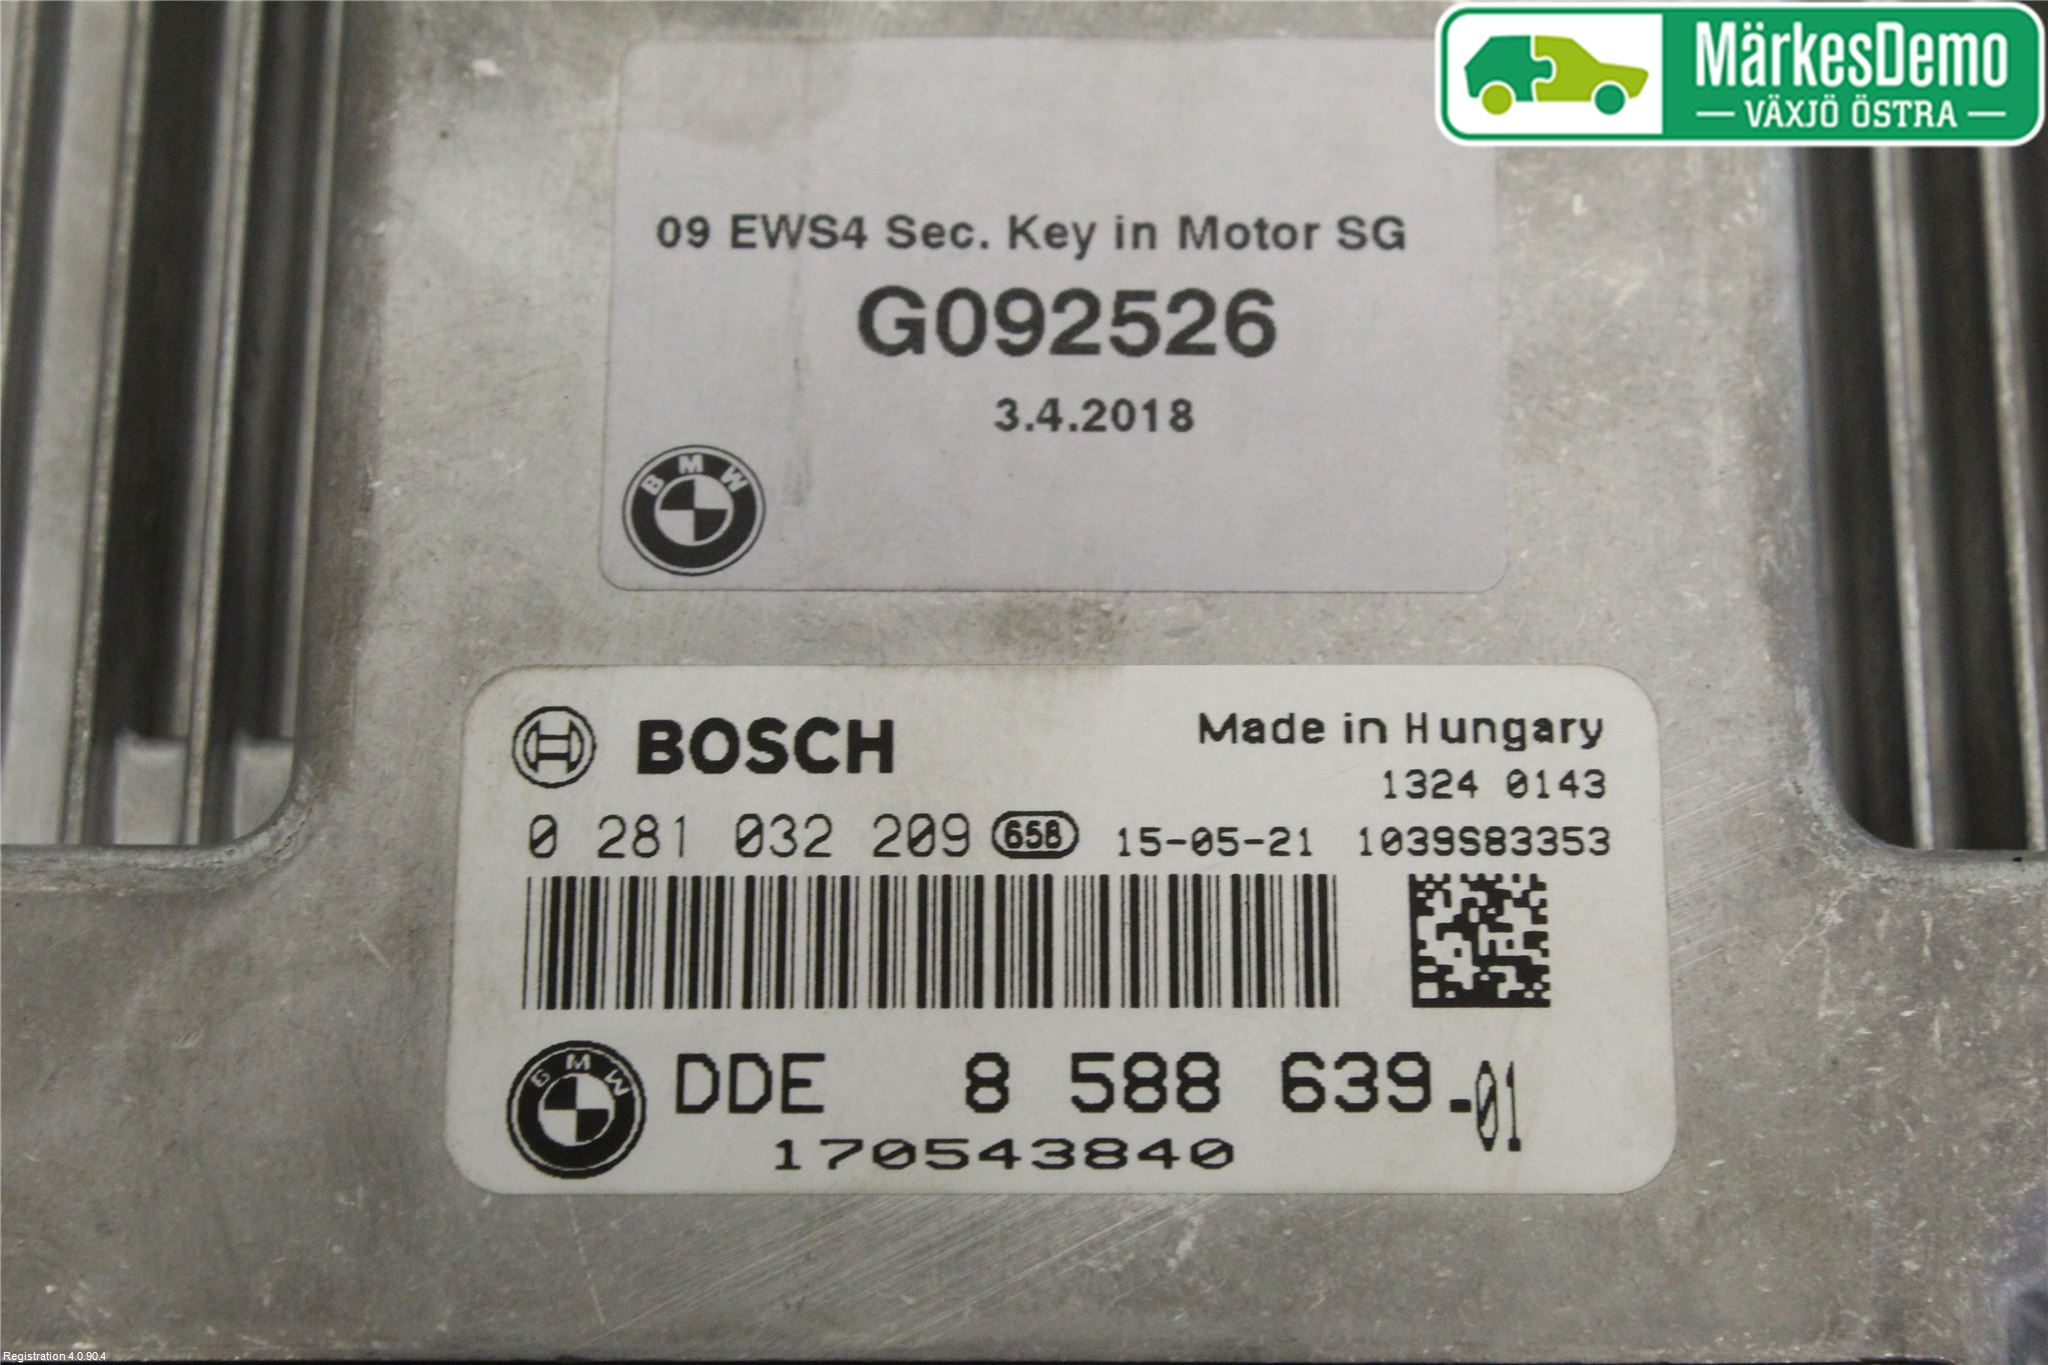 MärkesDemo
VÄXJÖ ÖSTRA
09 EWS4 Sec. Key in Motor SG
G092526
3.4.2018
BMW
BOSCH
Made in Hungary
1324 0143
0 281 032 209 658 15-05-21 1039S83353
BMW
DDE 8 588 639-01
170543840
Registration 4.0.90.4